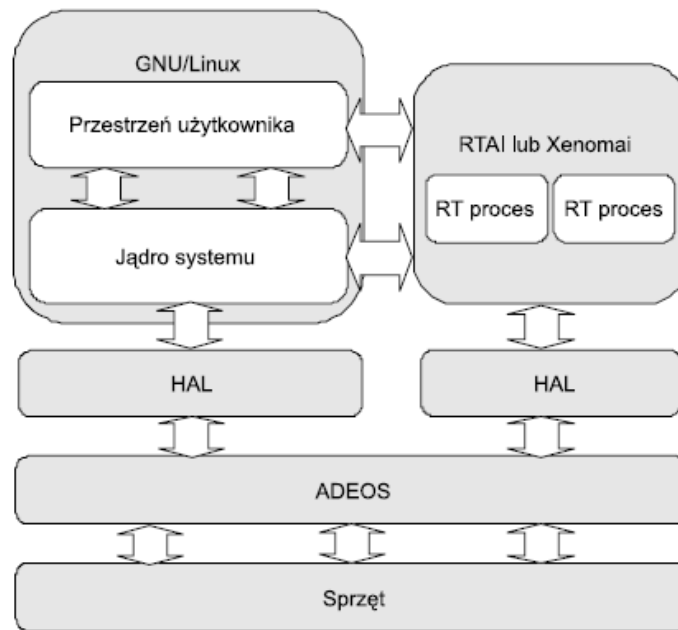 GNU/Linux
Przestrzeń użytkownika
Jądro systemu
RTAI lub Xenomai
RT proces
RT proces
HAL
HAL
ADEOS
Sprzęt